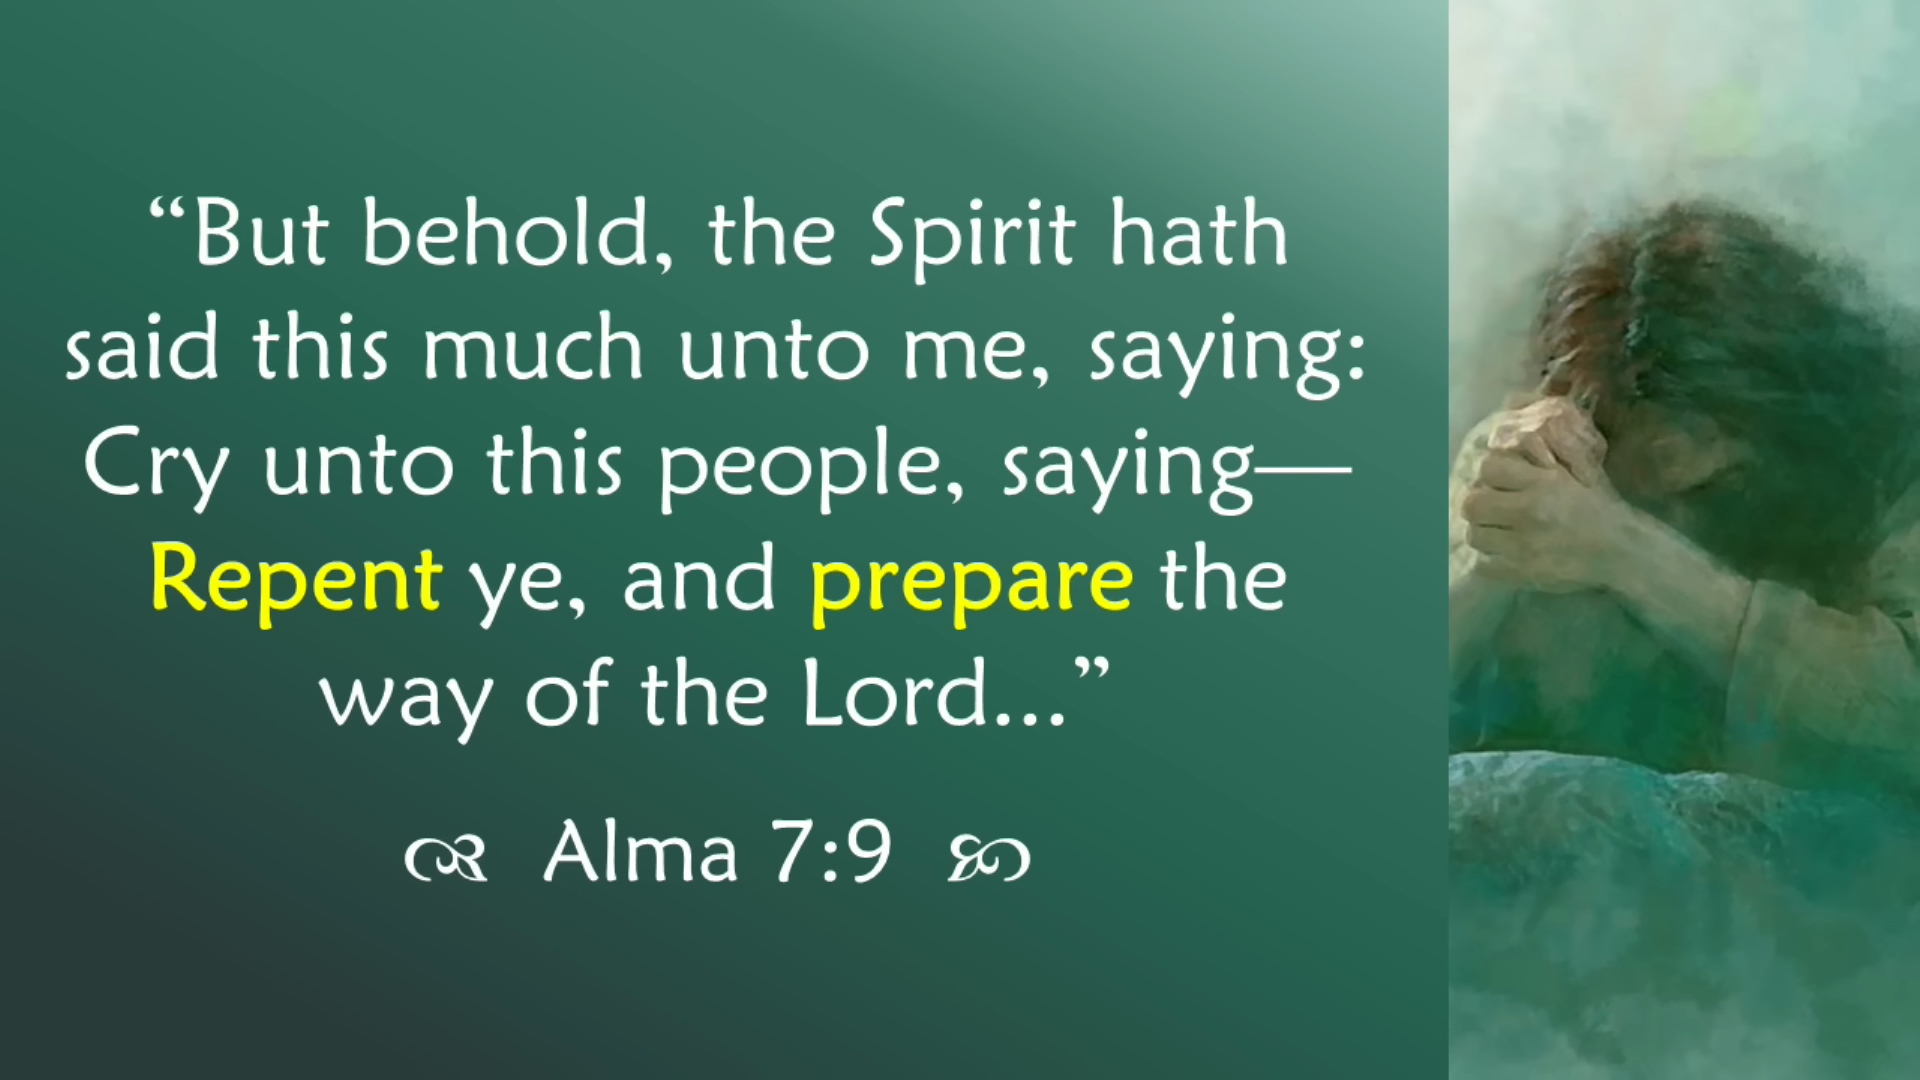 “But behold, the Spirit hath
said this much unto me, saying:
Cry unto this people, saying—
Repent ye, and prepare the
way of the Lord...”
Alma 7:9